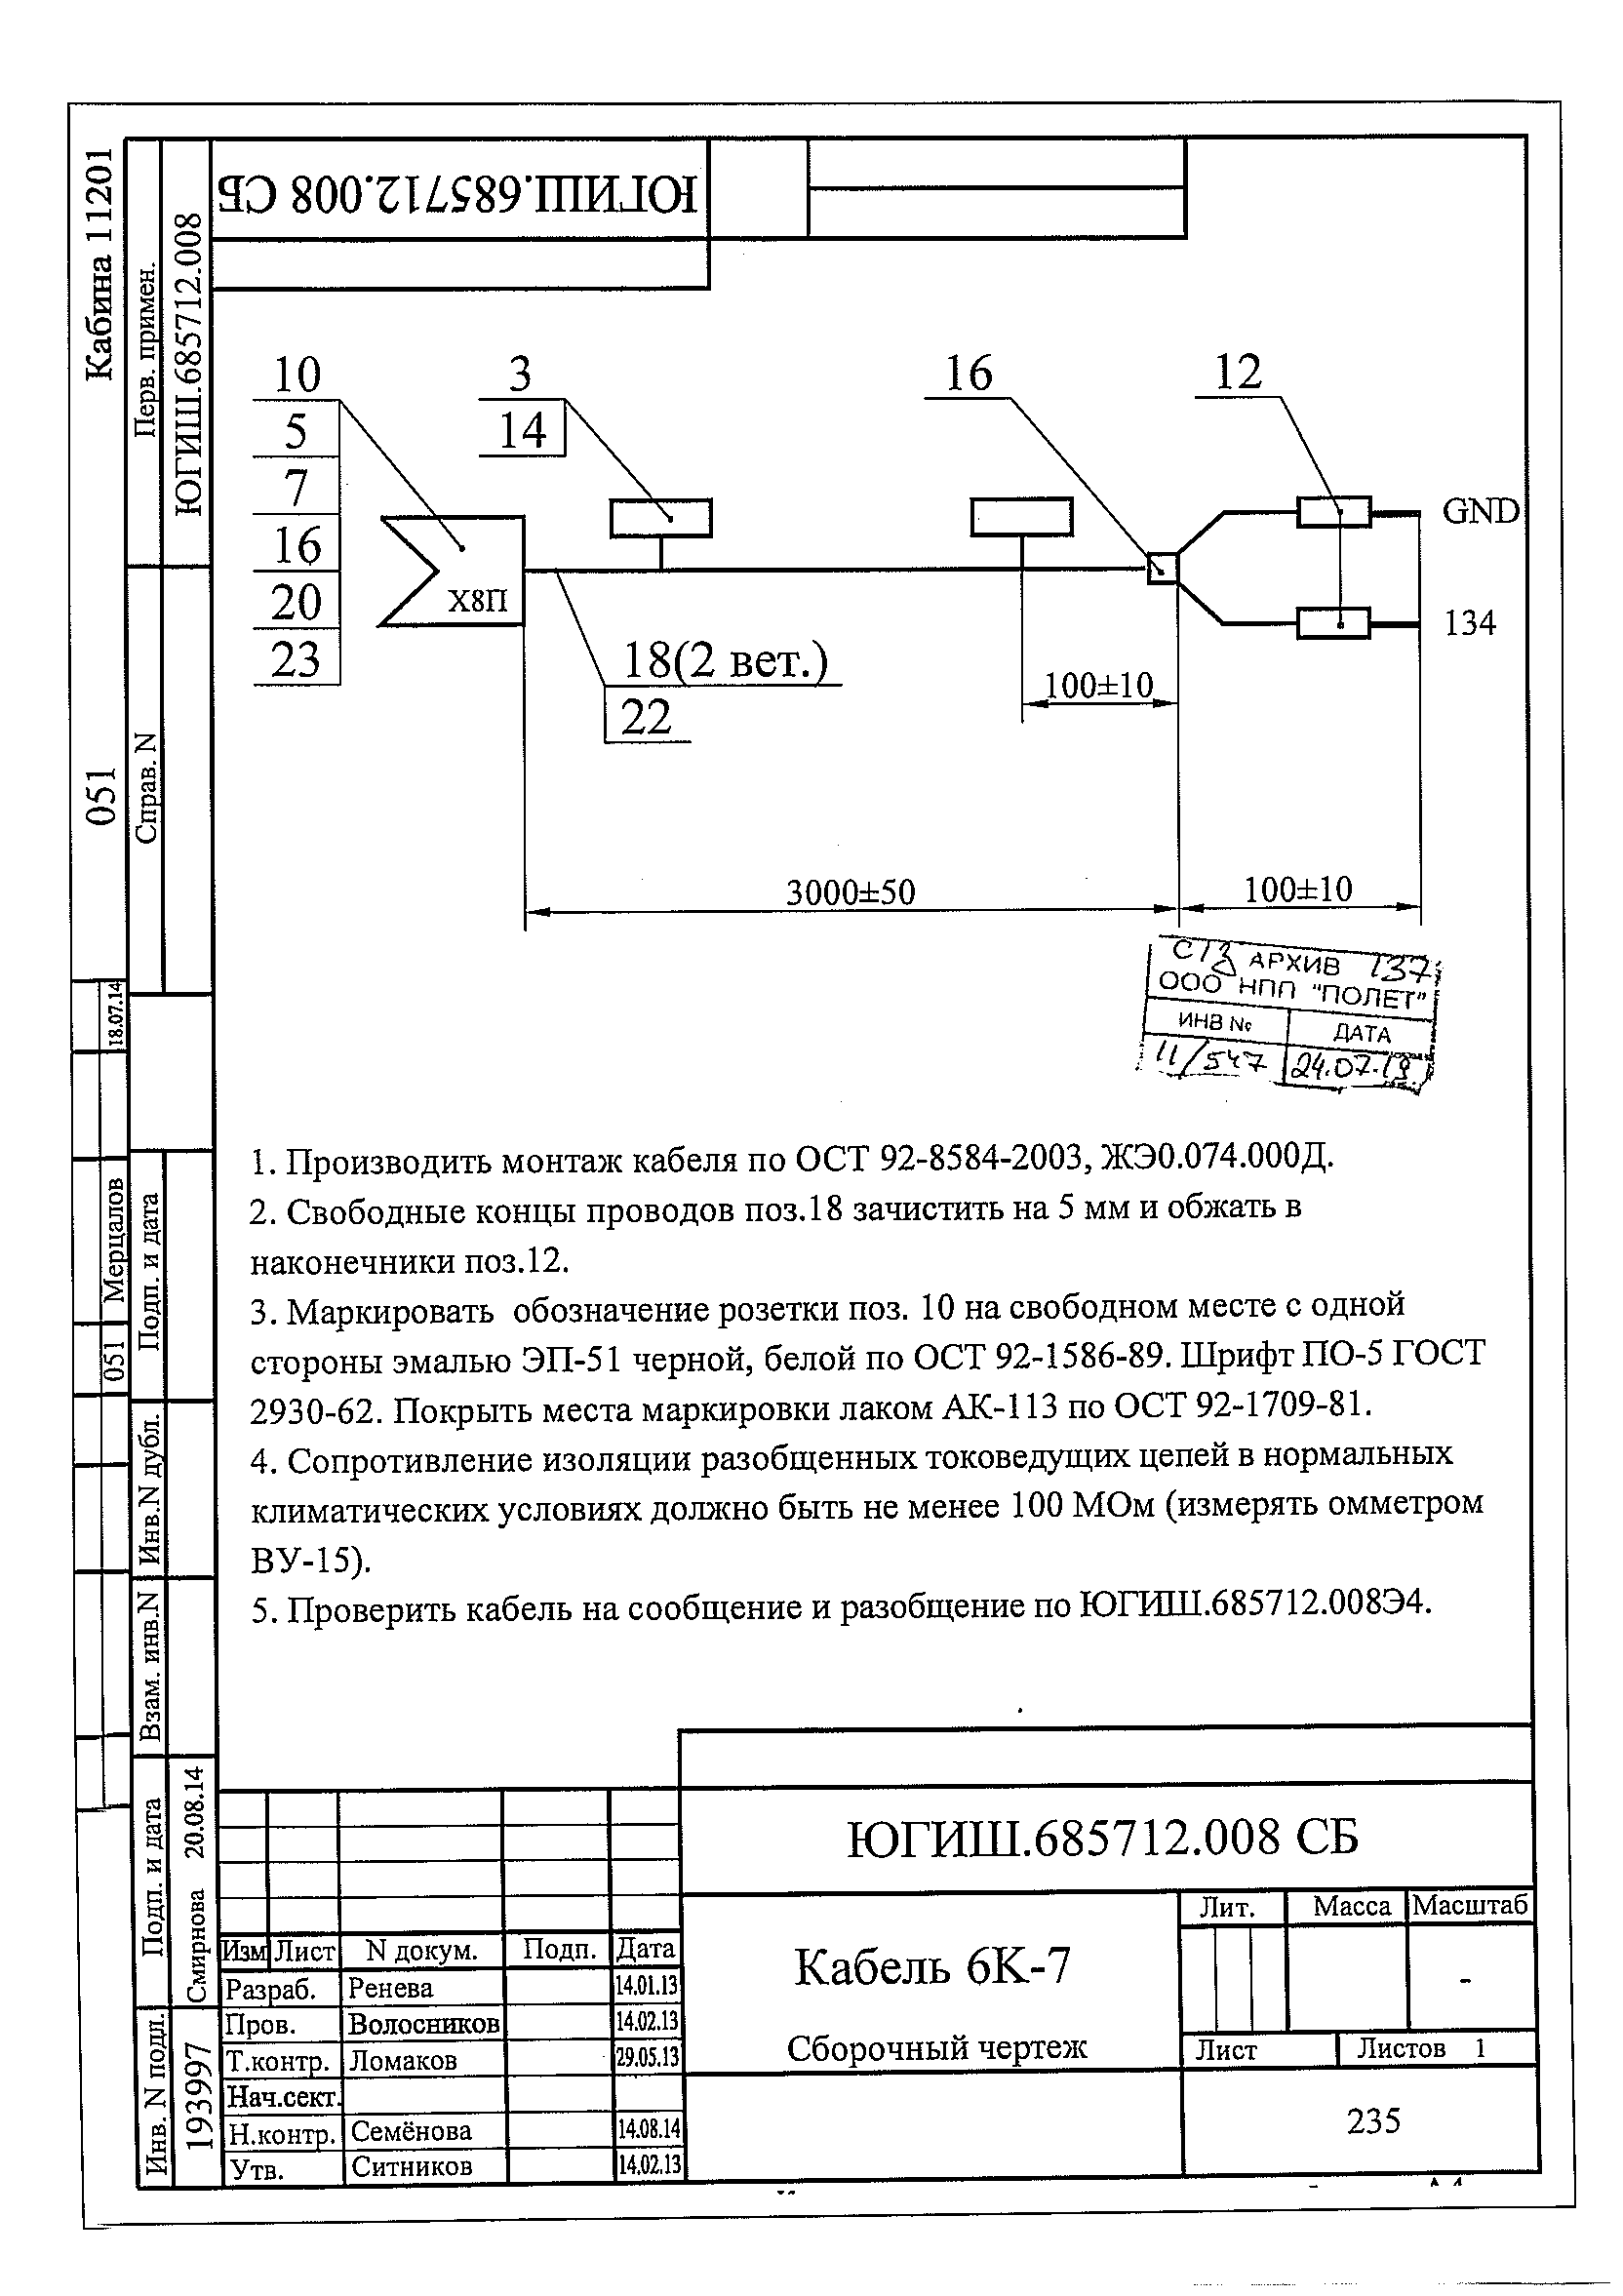 Кабина 11201
Перв. примен.
ЮГИШ.685712.008
ЮГИШ.685712.008 СБ
10
5
7
16
20
23
3
14
16
12
GND
Х8П
134
18(2 вет.)
22
100±10
3000±50
100±10
051
Справ. N
СТЗ АРХИВ 137
ООО НПП "ПОЛЕТ"
ИНВ № ДАТА
11/547 24.07.19
18.07.14
Мерцалов
051
Подп. и дата
Инв.N дубл.
Взам. инв.N
Подп. и дата
Смирнова 20.08.14
Инв. N подл.
193997
1. Производить монтаж кабеля по ОСТ 92-8584-2003, ЖЭ0.074.000Д.
2. Свободные концы проводов поз.18 зачистить на 5 мм и обжать в
наконечники поз.12.
3. Маркировать обозначение розетки поз. 10 на свободном месте с одной
стороны эмалью ЭП-51 черной, белой по ОСТ 92-1586-89. Шрифт ПО-5 ГОСТ
2930-62. Покрыть места маркировки лаком АК-113 по ОСТ 92-1709-81.
4. Сопротивление изоляции разобщенных токоведущих цепей в нормальных
климатических условиях должно быть не менее 100 МОм (измерять омметром
ВУ-15).
5. Проверить кабель на сообщение и разобщение по ЮГИШ.685712.008Э4.
ЮГИШ.685712.008 СБ
Изм Лист N докум. Подп. Дата
Разраб. Ренева 14.01.13
Пров. Волосников 14.02.13
Т.контр. Ломаков 29.05.13
Нач.сект.
Н.контр. Семёнова 14.08.14
Утв. Ситников 14.02.13
Кабель 6К-7
Сборочный чертеж
Лит. Масса Масштаб
-
Лист Листов 1
235